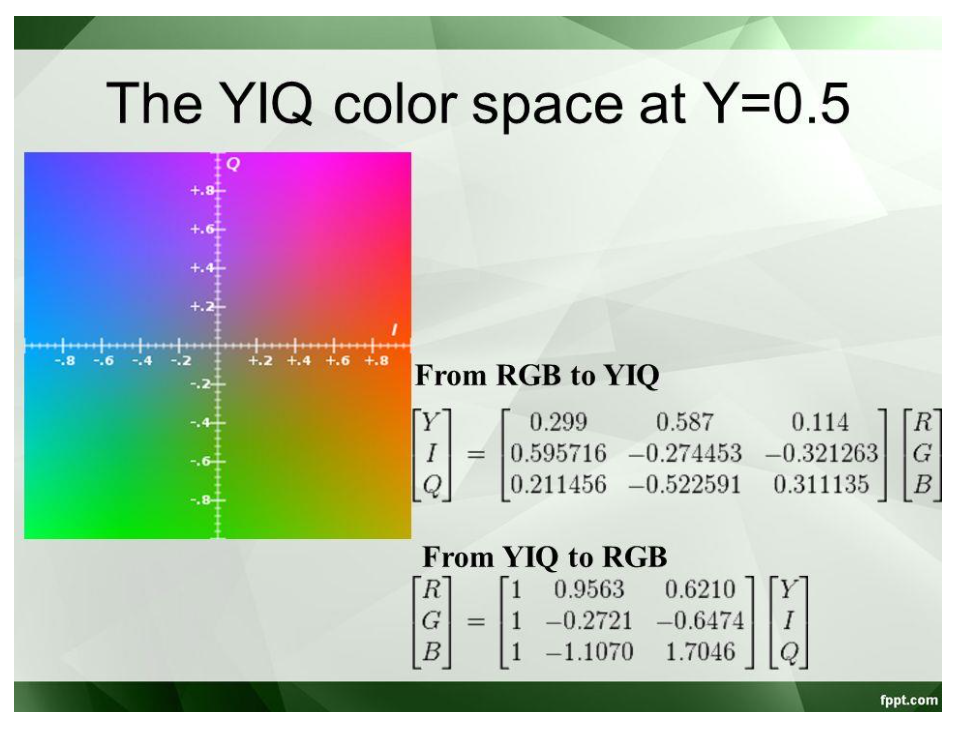 The YIQ color space at Y=0.5
Q
+.8
+.6
+.4
+.2
I
-.8 -.6 -.4 -.2 +.2 +.4 +.6 +.8
-.2
-.4
-.6
-.8
From RGB to YIQ
[Y] = [0.299 0.587 0.114] [R]
[I] = [0.595716 −0.274453 −0.321263] [G]
[Q] = [0.211456 −0.522591 0.311135] [B]
From YIQ to RGB
[R] = [1 0.9563 0.6210] [Y]
[G] = [1 −0.2721 −0.6474] [I]
[B] = [1 −1.1070 1.7046] [Q]
fppt.com